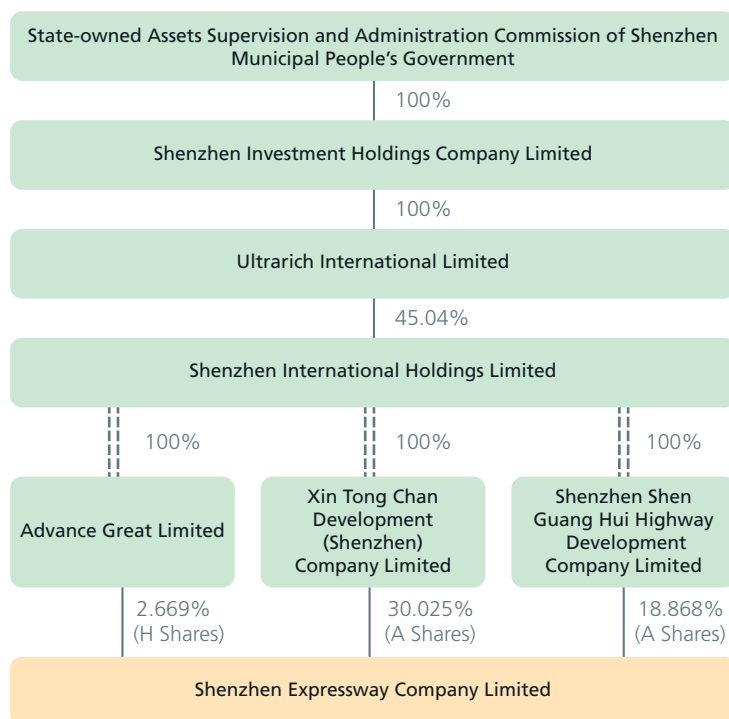 State-owned Assets Supervision and Administration Commission of Shenzhen
Municipal People's Government
100%
Shenzhen Investment Holdings Company Limited
100%
Ultrarich International Limited
45.04%
Shenzhen International Holdings Limited
100%
100%
100%
Advance Great Limited
Xin Tong Chan
Development
(Shenzhen)
Company Limited
Shenzhen Shen
Guang Hui Highway
Development
Company Limited
2.669%
(H Shares)
30.025%
(A Shares)
18.868%
(A Shares)
Shenzhen Expressway Company Limited